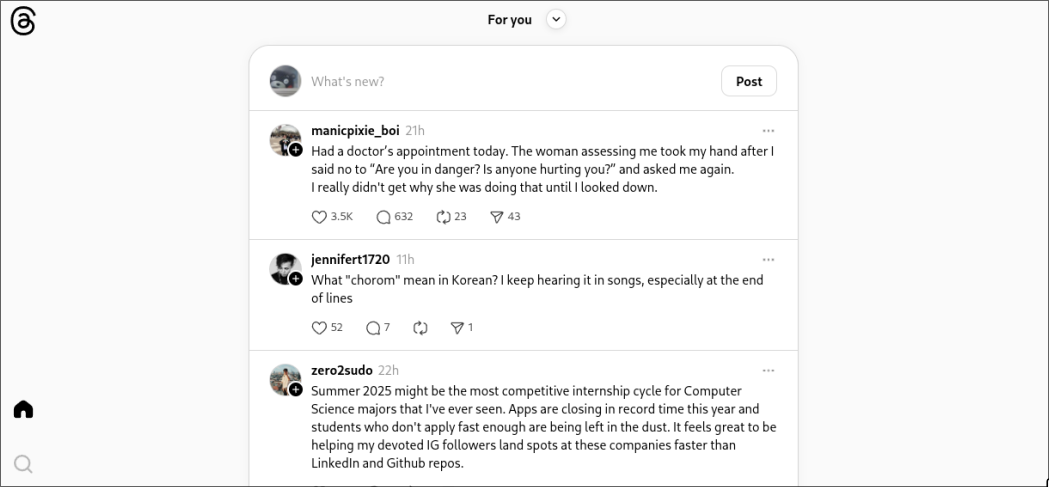 For you
What's new?
Post
manicpixie_boi 21h
Had a doctor’s appointment today. The woman assessing me took my hand after I
said no to “Are you in danger? Is anyone hurting you?” and asked me again.
I really didn't get why she was doing that until I looked down.
3.5K 632 23 43
jennifert1720 11h
What "chorom" mean in Korean? I keep hearing it in songs, especially at the end
of lines
52 7 1
zero2sudo 22h
Summer 2025 might be the most competitive internship cycle for Computer
Science majors that I've ever seen. Apps are closing in record time this year and
students who don't apply fast enough are being left in the dust. It feels great to be
helping my devoted IG followers land spots at these companies faster than
LinkedIn and Github repos.